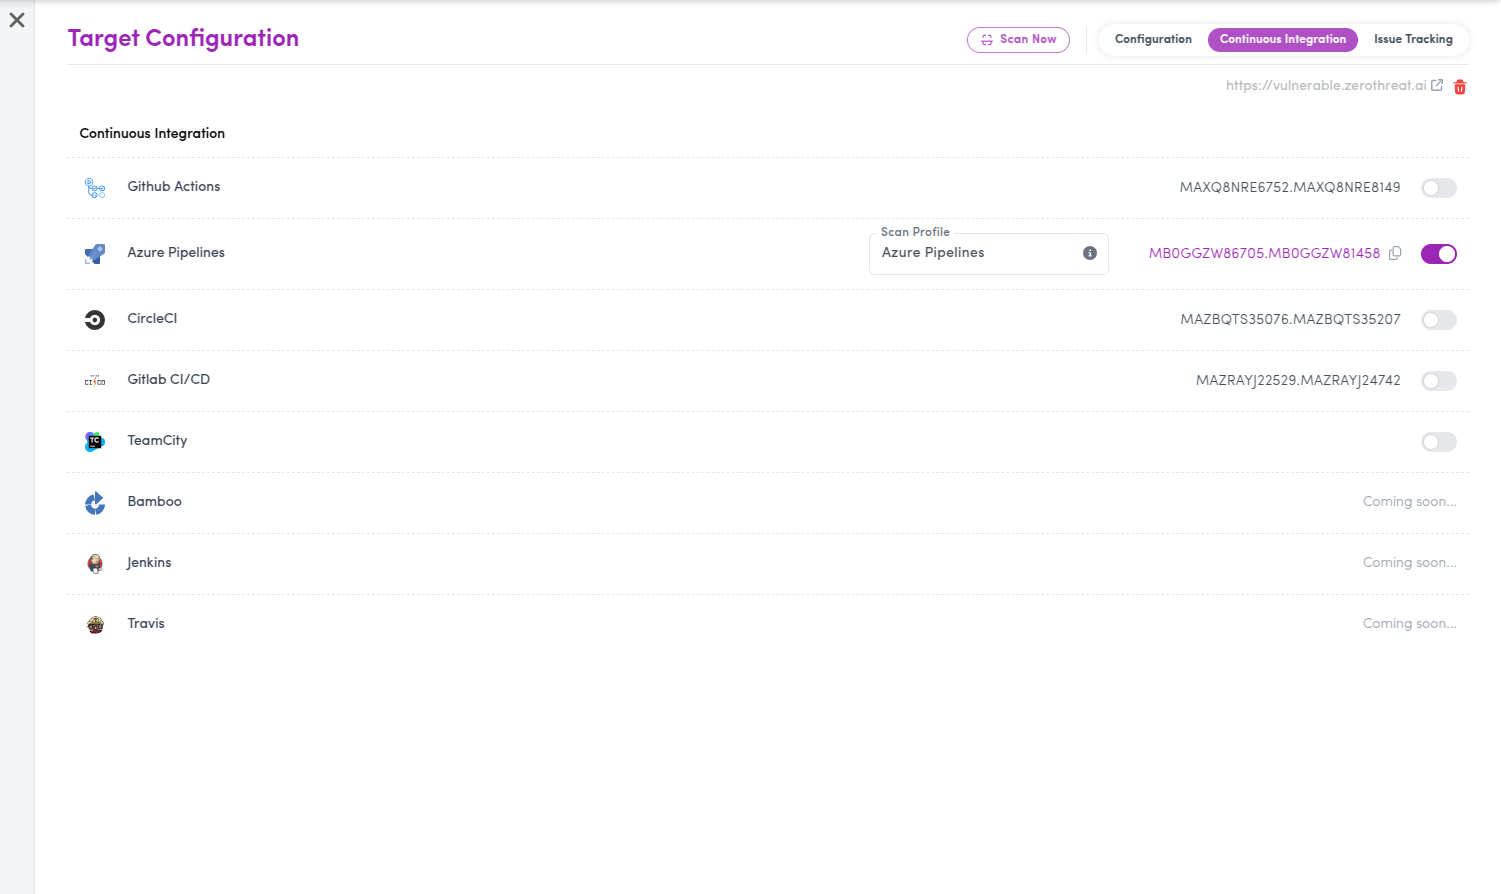 Target Configuration
Scan Now
Configuration
Continuous Integration
Issue Tracking
https://vulnerable.zerothreat.ai
Continuous Integration
Github Actions
MAXQ8NRE6752.MAXQ8NRE8149
Azure Pipelines
Scan Profile
Azure Pipelines
MB0GGZW86705.MB0GGZW81458
CircleCI
MAZBQTS35076.MAZBQTS35207
Gitlab CI/CD
MAZRAYJ22529.MAZRAYJ24742
TC
TeamCity
Bamboo
Coming soon...
Jenkins
Coming soon...
Travis
Coming soon...